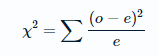 χ² = ∑ (o − e)² / e